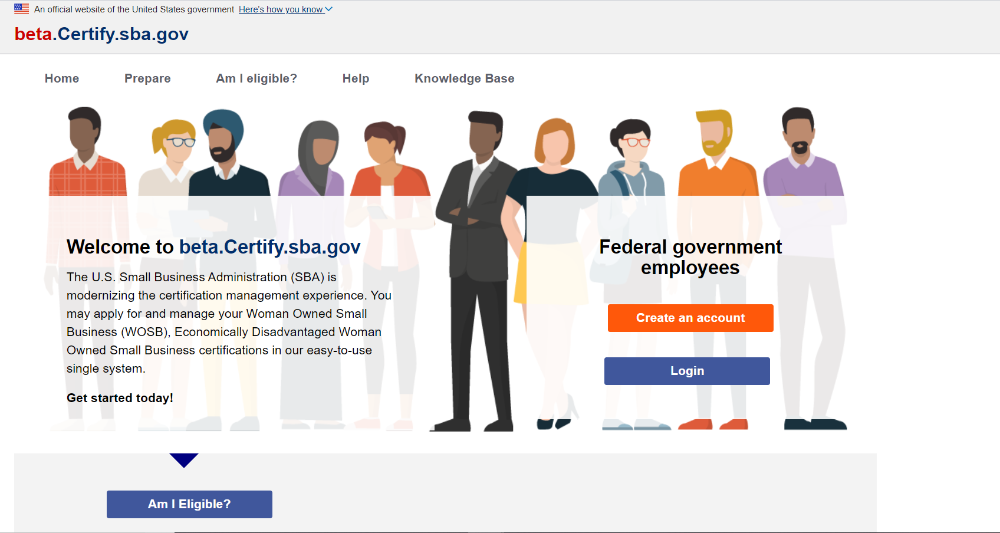 An official website of the United States government Here's how you know
beta.Certify.sba.gov
Home Prepare Am I eligible? Help Knowledge Base
Welcome to beta.Certify.sba.gov
The U.S. Small Business Administration (SBA) is
modernizing the certification management experience. You
may apply for and manage your Woman Owned Small
Business (WOSB), Economically Disadvantaged Woman
Owned Small Business certifications in our easy-to-use
single system.
Get started today!
Federal government
employees
Create an account
Login
Am I Eligible?